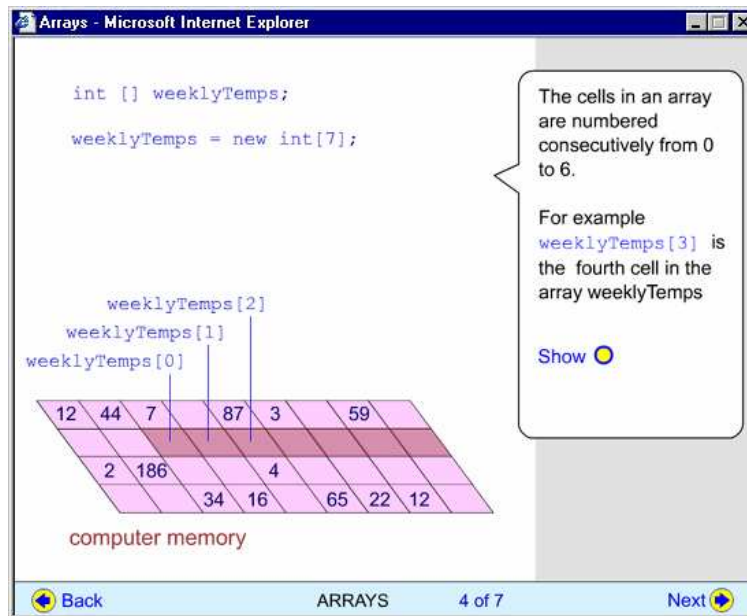 Arrays - Microsoft Internet Explorer
int [] weeklyTemps;
weeklyTemps = new int[7];
The cells in an array
are numbered
consecutively from 0
to 6.
For example
weeklyTemps[3] is
the fourth cell in the
array weeklyTemps
Show
weeklyTemps[2]
weeklyTemps[1]
weeklyTemps[0]
12 44 7 87 3 59
2 186 4
34 16 65 22 12
computer memory
Back ARRAYS 4 of 7 Next